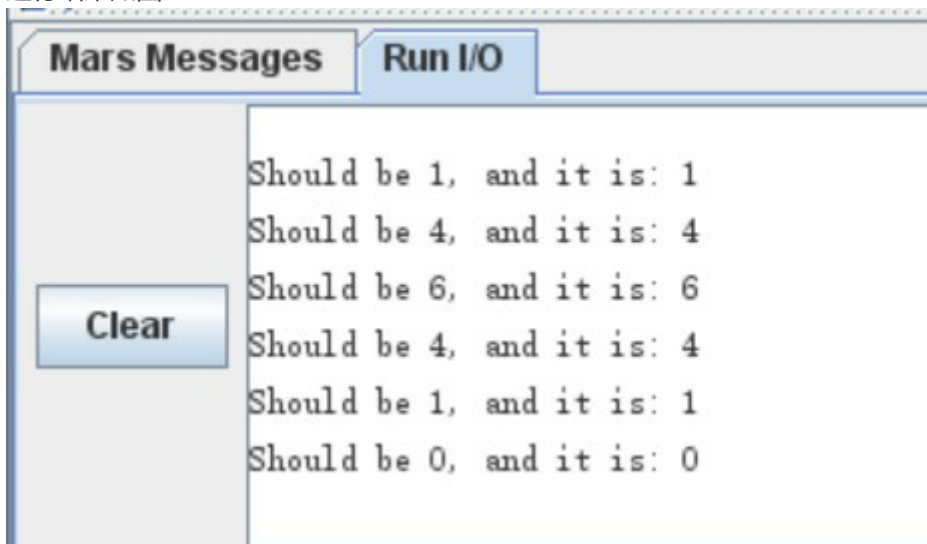 Mars Messages
Run I/O
Clear
Should be 1, and it is: 1
Should be 4, and it is: 4
Should be 6, and it is: 6
Should be 4, and it is: 4
Should be 1, and it is: 1
Should be 0, and it is: 0